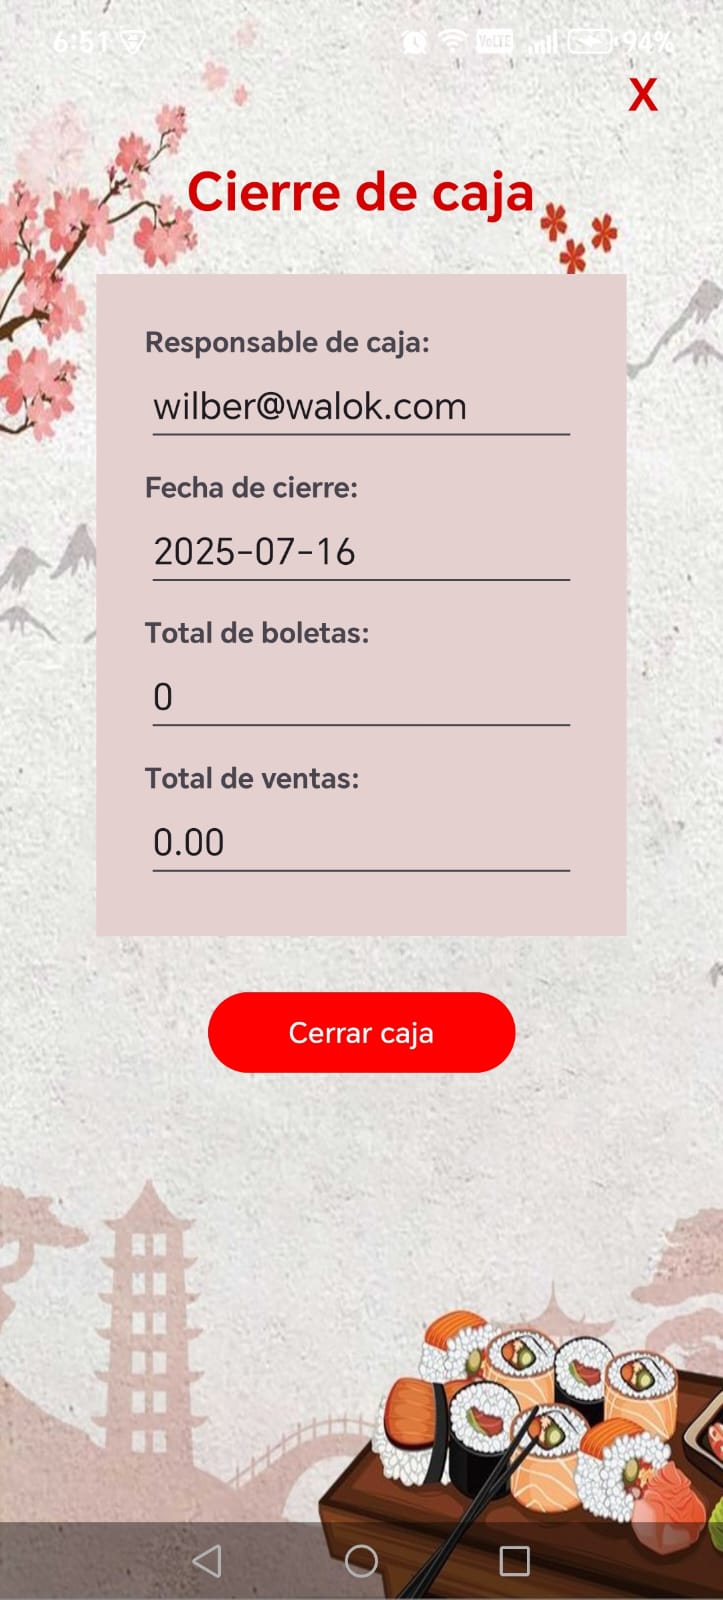 6:51
VoLTE 94%
X
Cierre de caja
Responsable de caja:
wilber@walok.com
Fecha de cierre:
2025-07-16
Total de boletas:
0
Total de ventas:
0.00
Cerrar caja